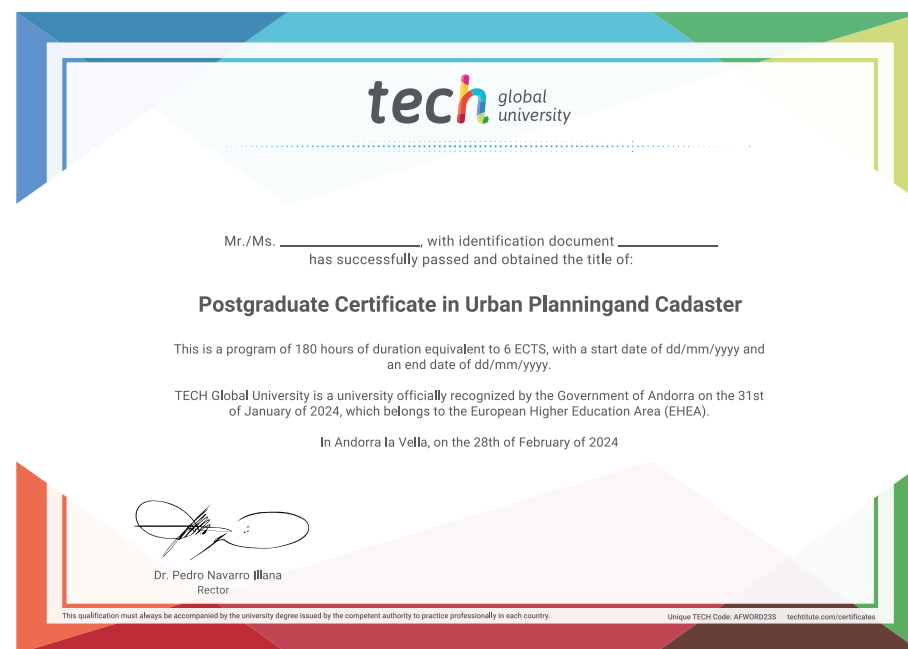 tech global university
Mr./Ms. ____________________, with identification document ______________
has successfully passed and obtained the title of:
Postgraduate Certificate in Urban Planningand Cadaster
This is a program of 180 hours of duration equivalent to 6 ECTS, with a start date of dd/mm/yyyy and
an end date of dd/mm/yyyy.
TECH Global University is a university officially recognized by the Government of Andorra on the 31st
of January of 2024, which belongs to the European Higher Education Area (EHEA).
In Andorra la Vella, on the 28th of February of 2024
Dr. Pedro Navarro Illana
Rector
This qualification must always be accompanied by the university degree issued by the competent authority to practice professionally in each country.
Unique TECH Code: AFWORD23S techtitute.com/certificates